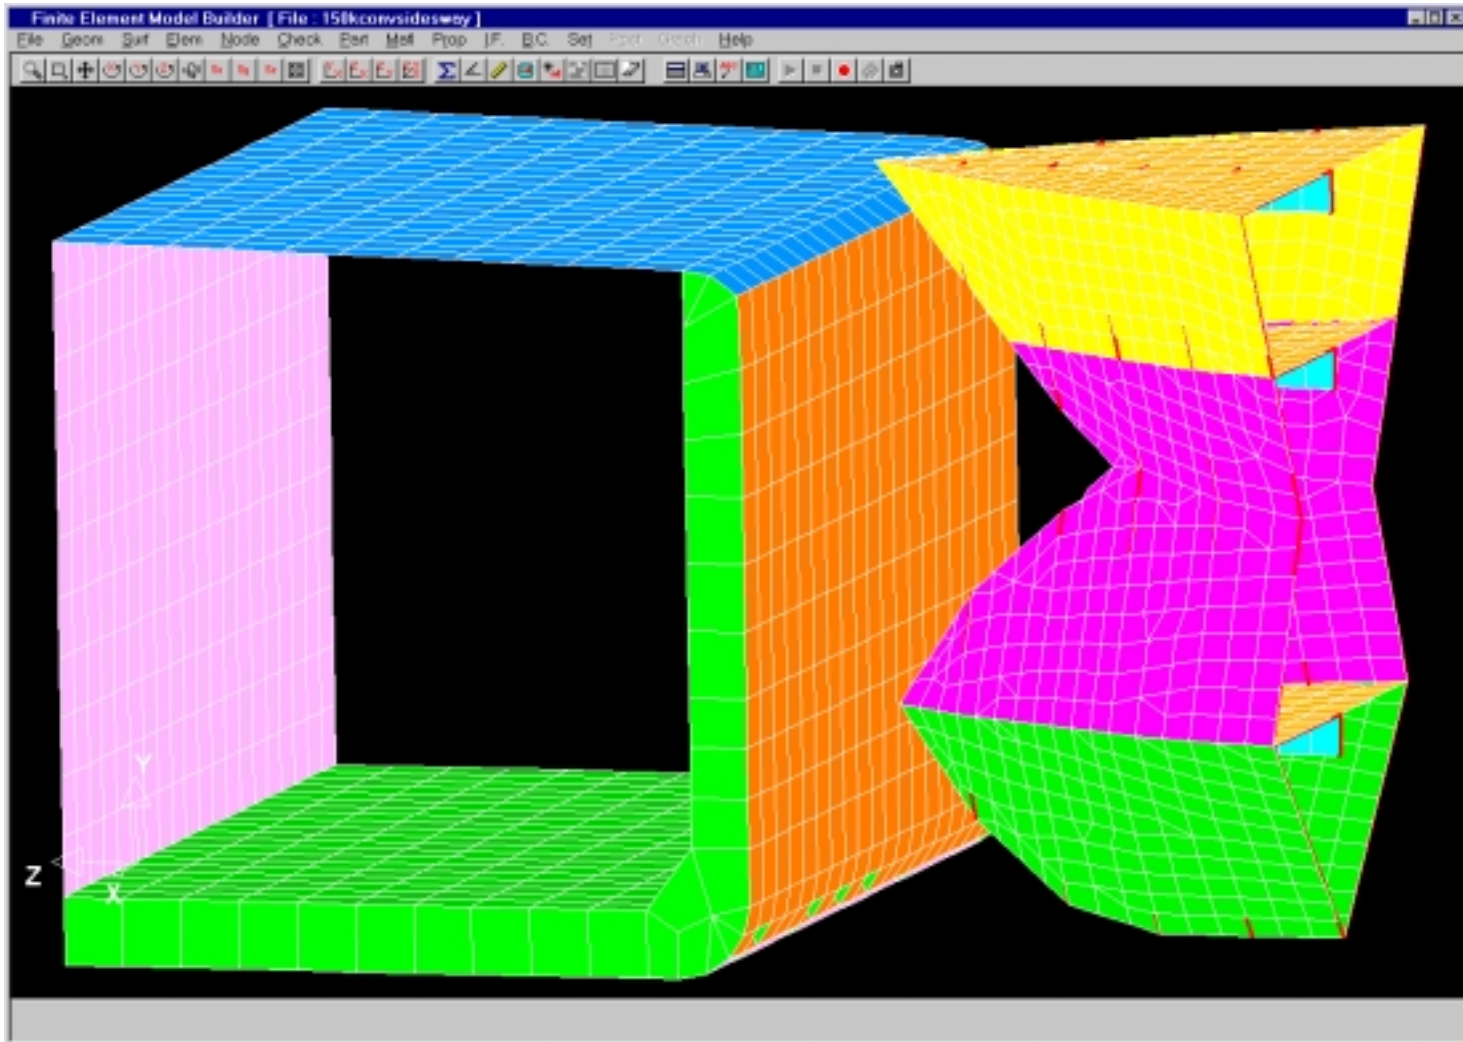 Finite Element Model Builder [ File : 150kconvsidesway ]
File Geom Surf Elem Node Check Part Matl Prop I.F. B.C. Set Post Graph Help
Y
Z
X